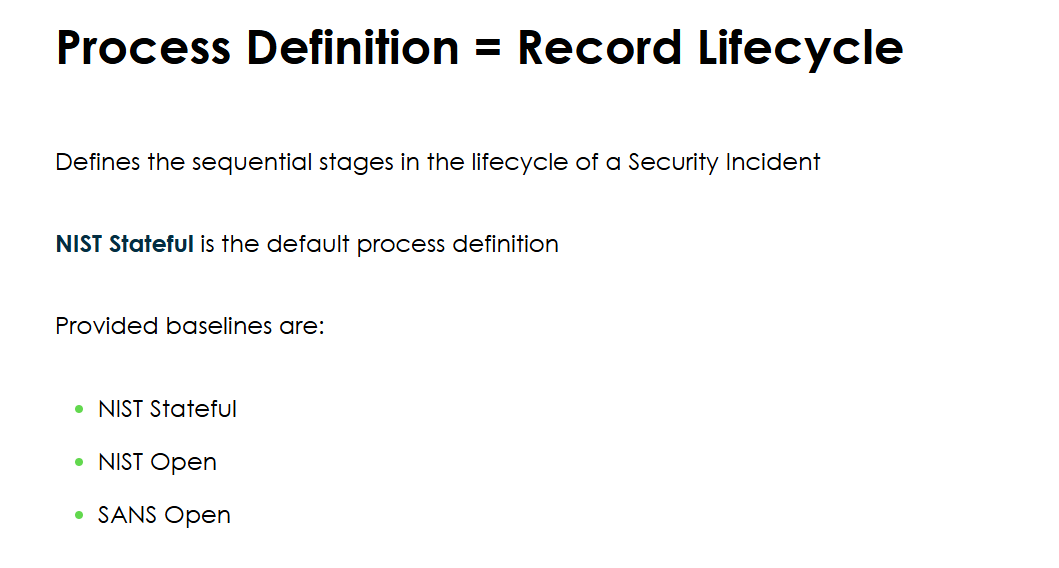 Process Definition = Record Lifecycle
Defines the sequential stages in the lifecycle of a Security Incident
NIST Stateful is the default process definition
Provided baselines are:
NIST Stateful
NIST Open
SANS Open